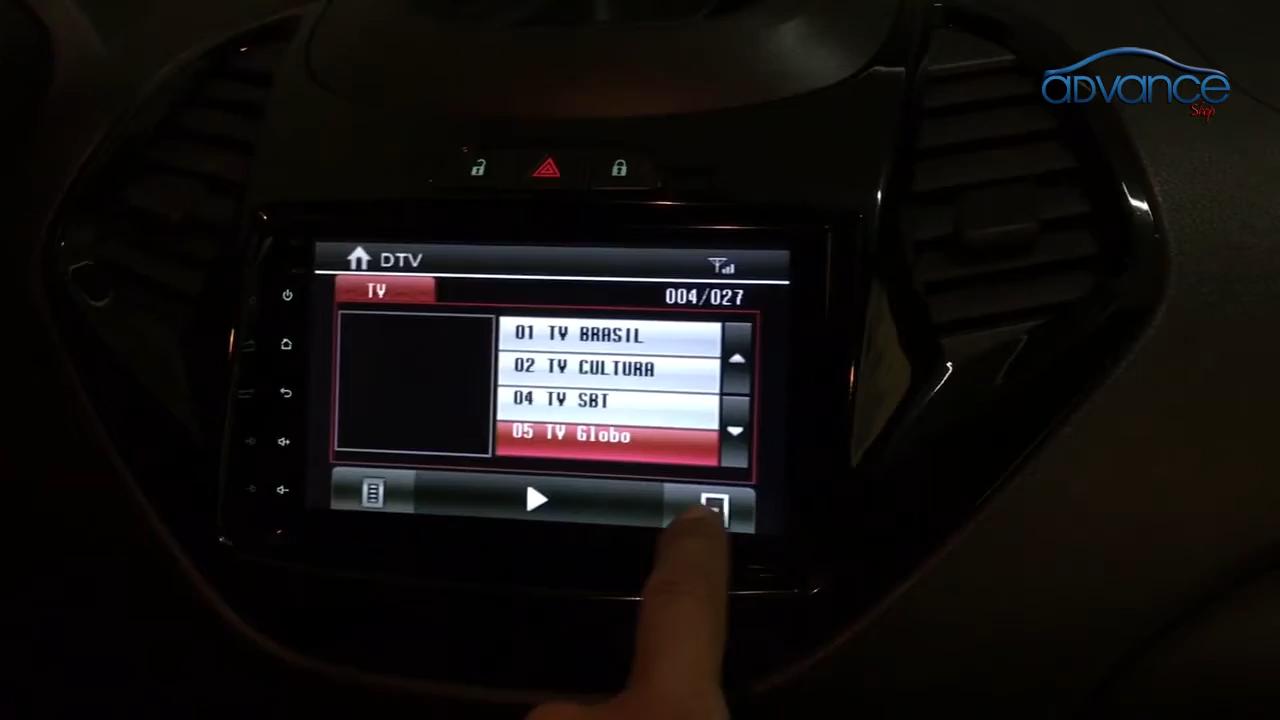 ADVANCE
Shop
DTV
TV
004/027
01 TV BRASIL
02 TV CULTURA
04 TV SBT
05 TV Globo